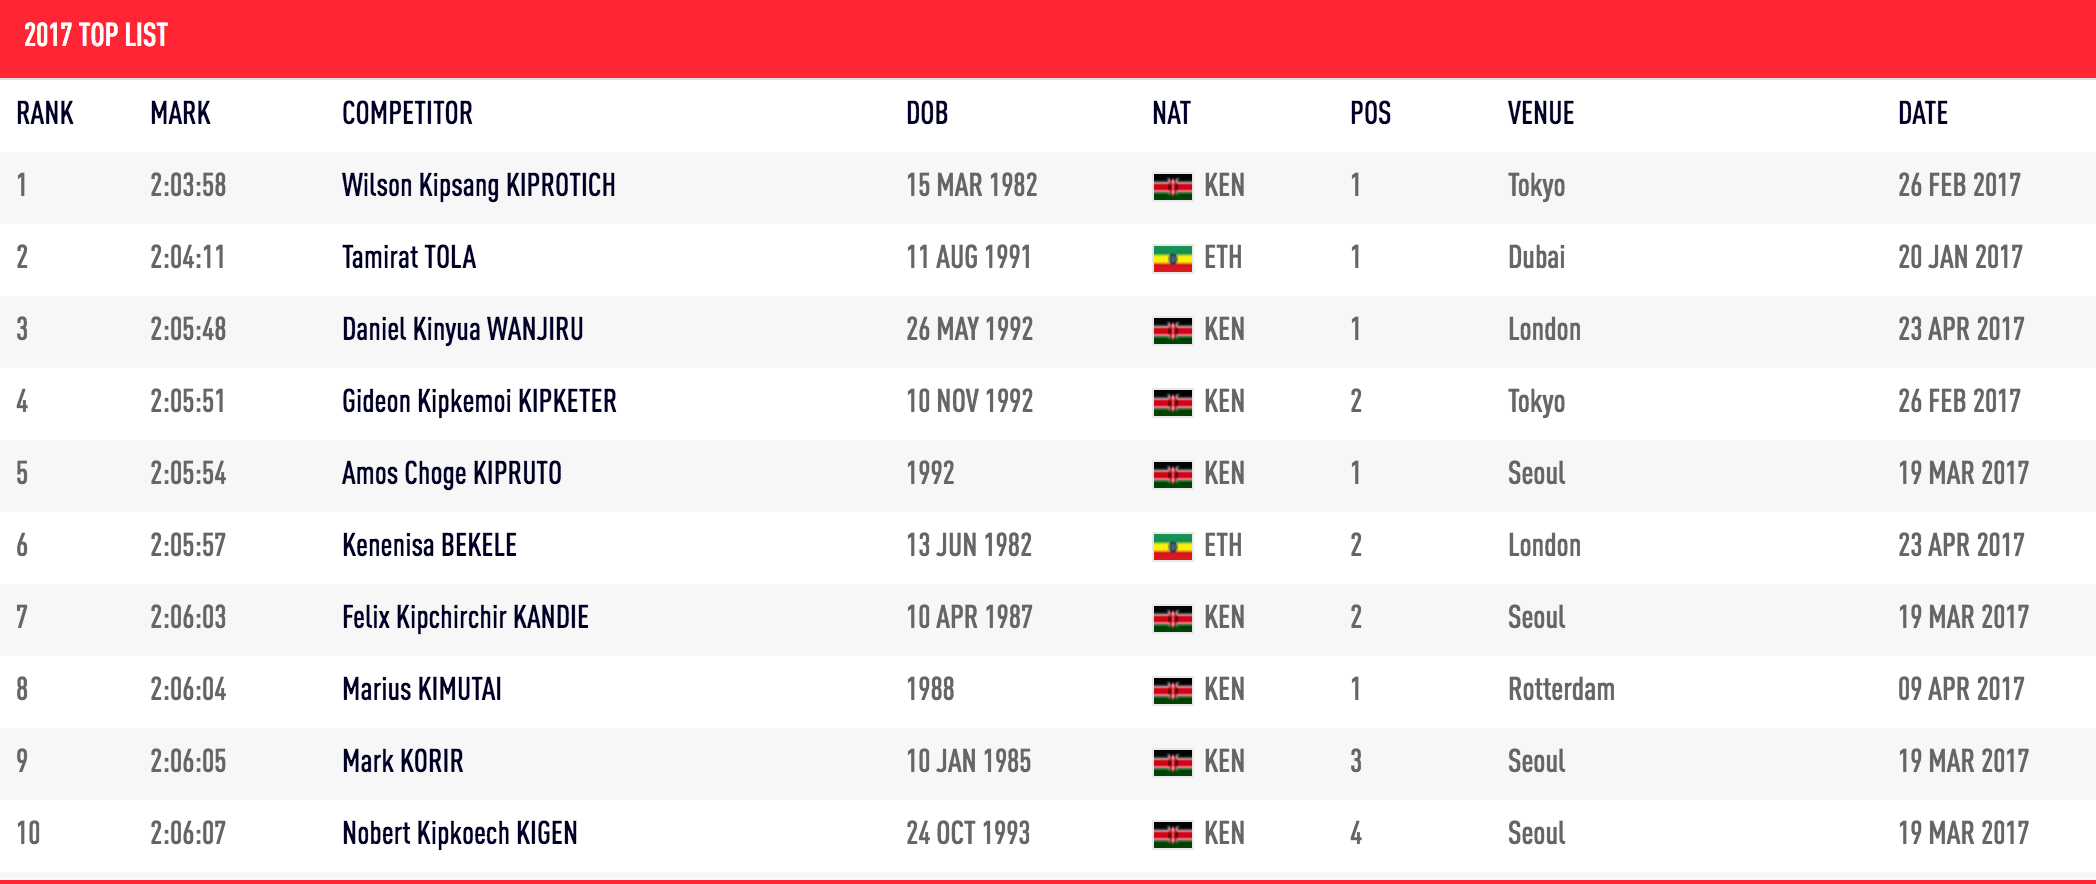 2017 TOP LIST
RANK MARK COMPETITOR DOB NAT POS VENUE DATE
1 2:03:58 Wilson Kipsang KIPROTICH 15 MAR 1982 KEN 1 Tokyo 26 FEB 2017
2 2:04:11 Tamirat TOLA 11 AUG 1991 ETH 1 Dubai 20 JAN 2017
3 2:05:48 Daniel Kinyua WANJIRU 26 MAY 1992 KEN 1 London 23 APR 2017
4 2:05:51 Gideon Kipkemoi KIPKETER 10 NOV 1992 KEN 2 Tokyo 26 FEB 2017
5 2:05:54 Amos Choge KIPRUTO 1992 KEN 1 Seoul 19 MAR 2017
6 2:05:57 Kenenisa BEKELE 13 JUN 1982 ETH 2 London 23 APR 2017
7 2:06:03 Felix Kipchirchir KANDIE 10 APR 1987 KEN 2 Seoul 19 MAR 2017
8 2:06:04 Marius KIMUTAI 1988 KEN 1 Rotterdam 09 APR 2017
9 2:06:05 Mark KORIR 10 JAN 1985 KEN 3 Seoul 19 MAR 2017
10 2:06:07 Nobert Kipkoech KIGEN 24 OCT 1993 KEN 4 Seoul 19 MAR 2017